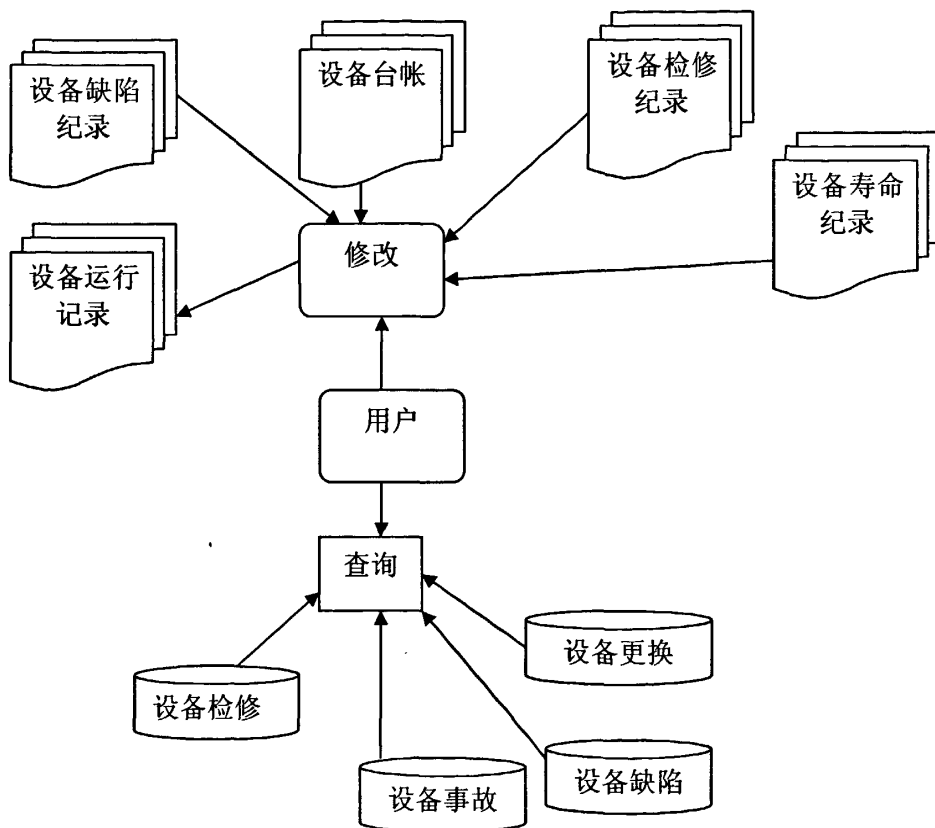 设备缺陷
纪录
设备台帐
设备检修
纪录
设备寿命
纪录
设备运行
记录
修改
用户
查询
设备更换
设备检修
设备缺陷
设备事故